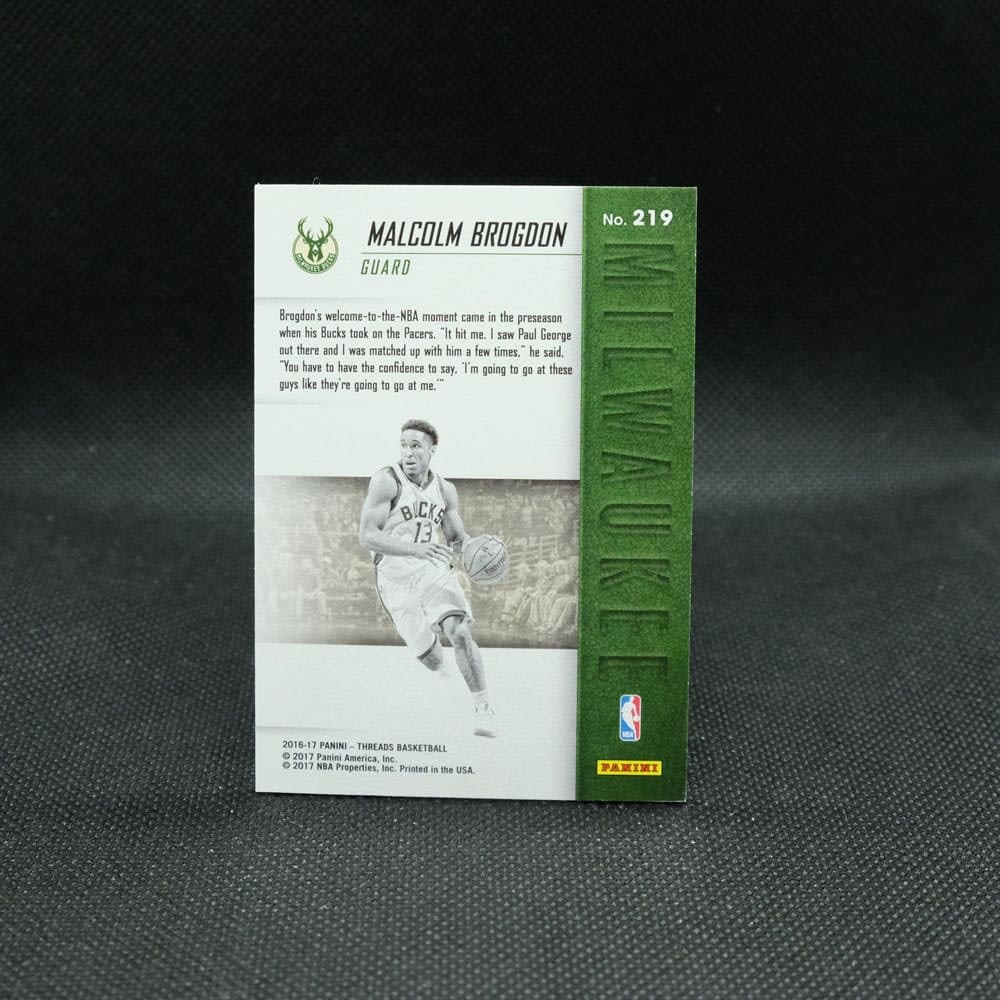 MALCOLM BROGDON
GUARD
MILWAUKEE BUCKS
No. 219
Brogdon's welcome-to-the-NBA moment came in the preseason
when his Bucks took on the Pacers. "It hit me. I saw Paul George
out there and I was matched up with him a few times," he said.
"You have to have the confidence to say, 'I'm going to go at these
guys like they're going to go at me.'"
MILWAUKEE
BUCKS
13
2016-17 PANINI – THREADS BASKETBALL
© 2017 Panini America, Inc.
© 2017 NBA Properties, Inc. Printed in the USA.
NBA
PANINI